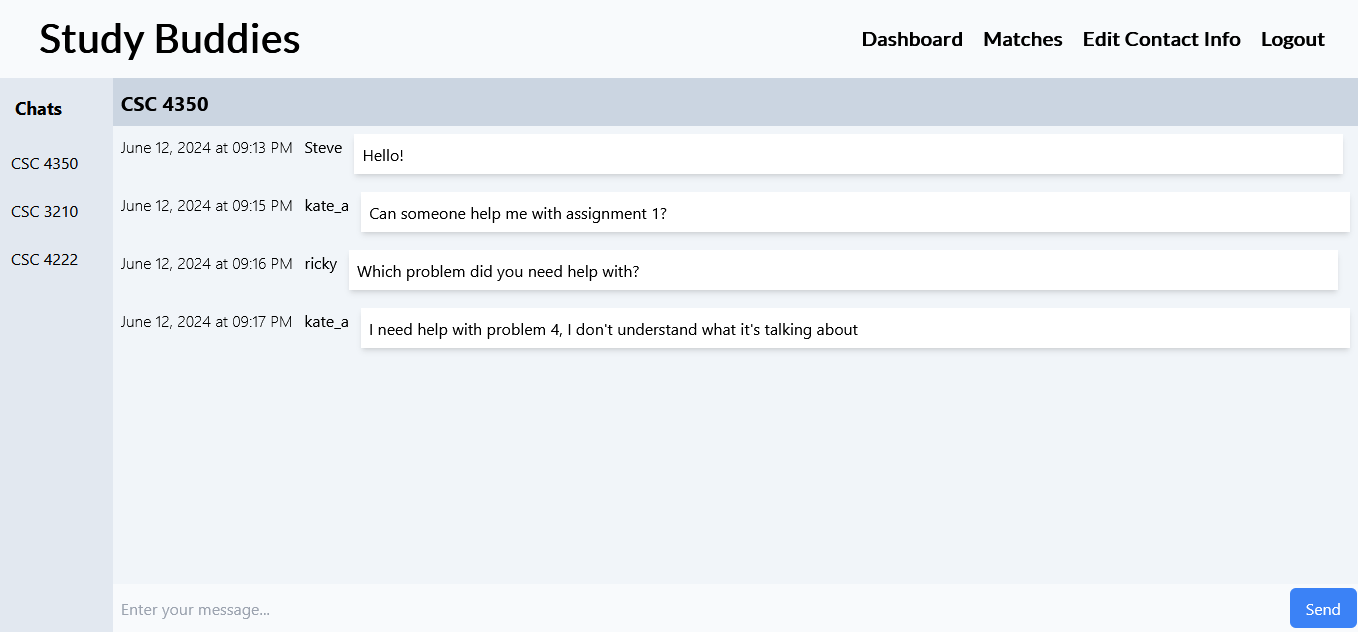 Study Buddies
Dashboard Matches Edit Contact Info Logout
Chats
CSC 4350
CSC 3210
CSC 4222
CSC 4350
June 12, 2024 at 09:13 PM Steve Hello!
June 12, 2024 at 09:15 PM kate_a Can someone help me with assignment 1?
June 12, 2024 at 09:16 PM ricky Which problem did you need help with?
June 12, 2024 at 09:17 PM kate_a I need help with problem 4, I don't understand what it's talking about
Enter your message...
Send